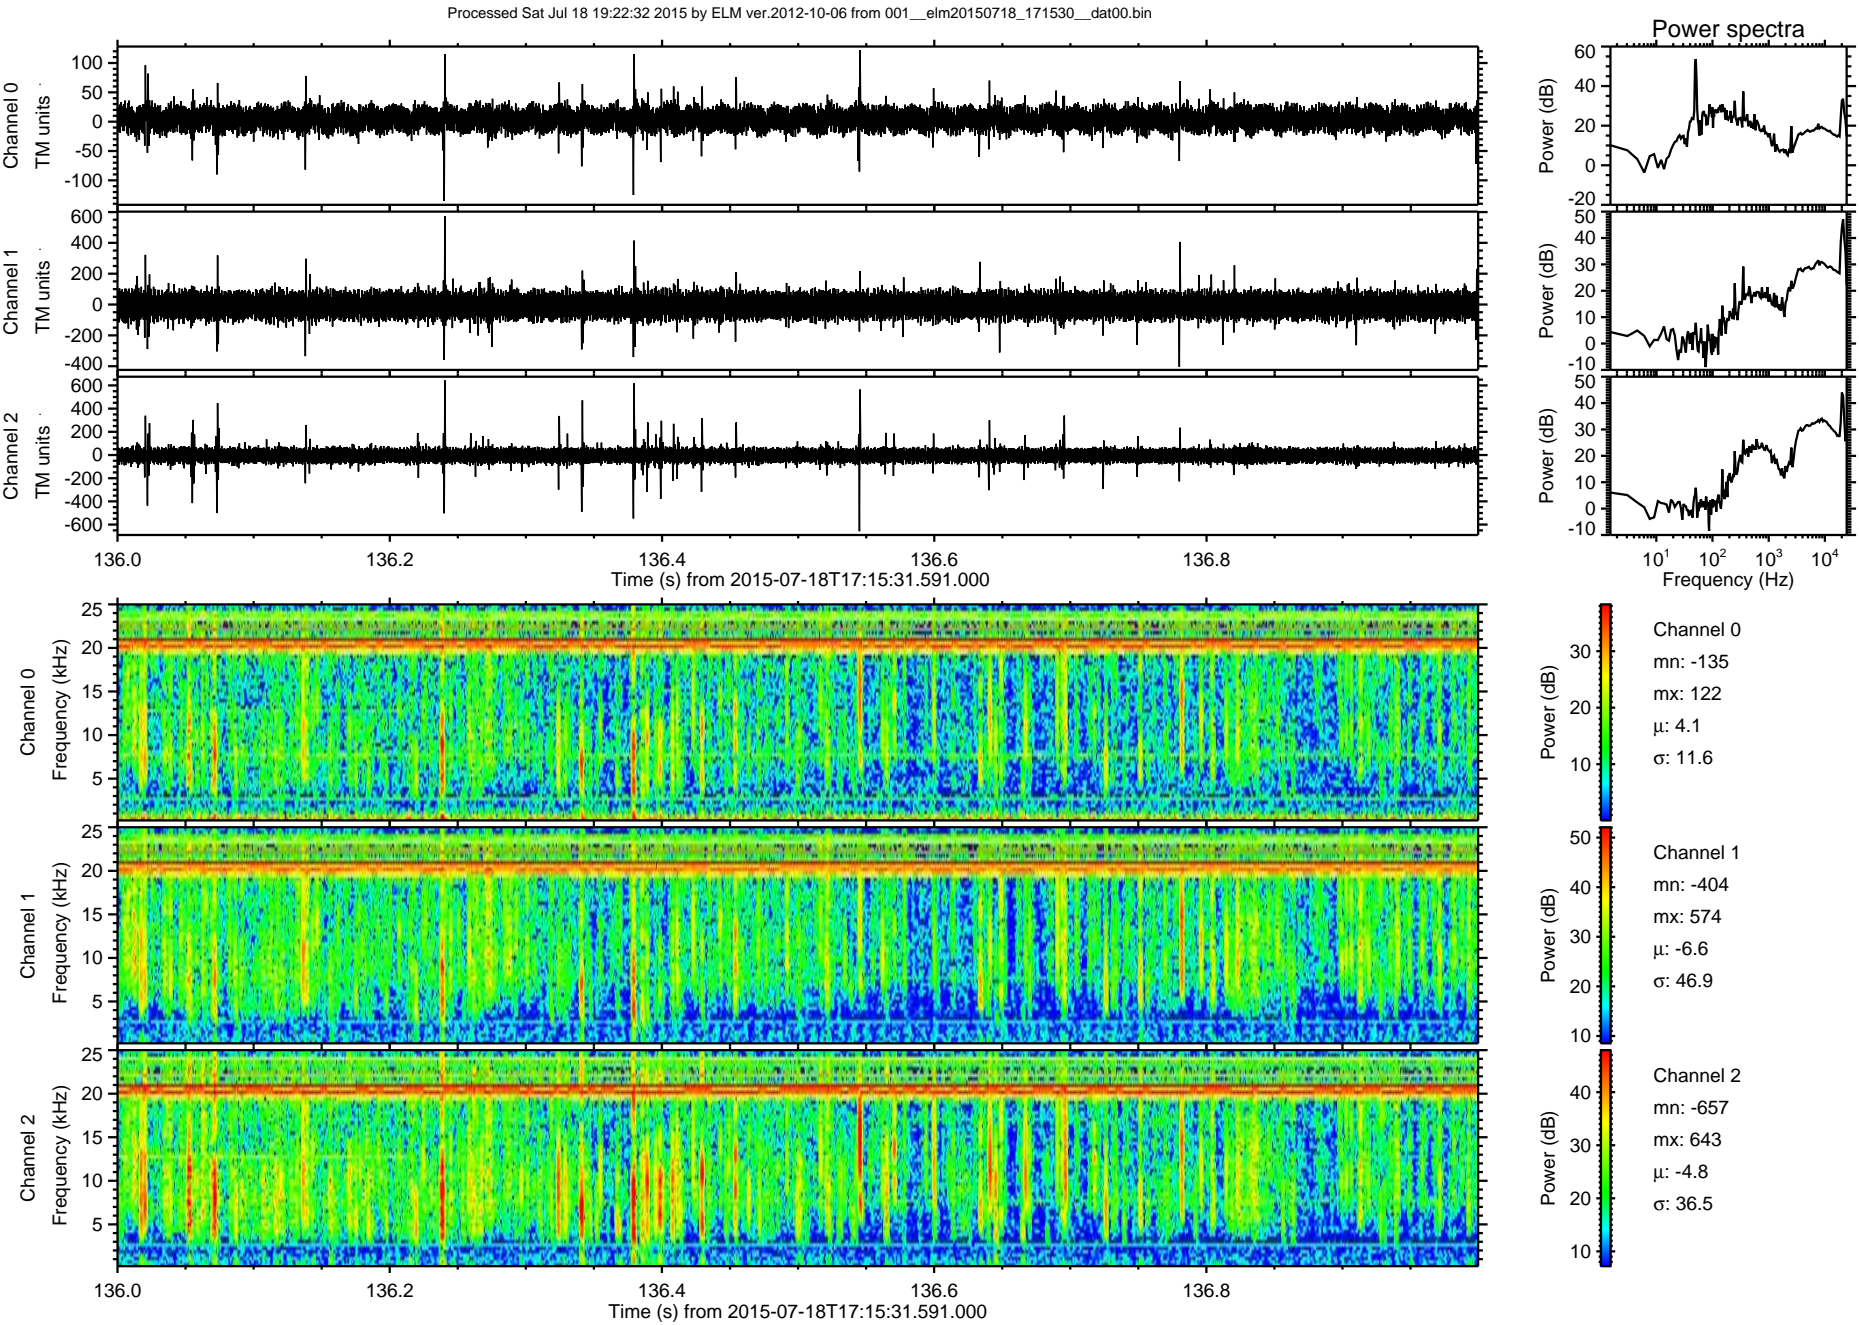 Processed Sat Jul 18 19:22:32 2015 by ELM ver.2012-10-06 from 001__elm20150718_171530__dat00.bin
Power spectra
Channel 0
TM units
100
50
0
-50
-100
Power (dB)
60
40
20
0
-20
Channel 1
TM units
600
400
200
0
-200
-400
Power (dB)
50
40
30
20
10
0
-10
Channel 2
TM units
600
400
200
0
-200
-400
-600
Power (dB)
50
40
30
20
10
0
-10
136.0 136.2 136.4 136.6 136.8
Time (s) from 2015-07-18T17:15:31.591.000
10¹ 10² 10³ 10⁴
Frequency (Hz)
Channel 0
Frequency (kHz)
25
20
15
10
5
Power (dB)
30
20
10
Channel 0
mn: -135
mx: 122
µ: 4.1
σ: 11.6
Channel 1
Frequency (kHz)
25
20
15
10
5
Power (dB)
50
40
30
20
10
Channel 1
mn: -404
mx: 574
µ: -6.6
σ: 46.9
Channel 2
Frequency (kHz)
25
20
15
10
5
Power (dB)
40
30
20
10
Channel 2
mn: -657
mx: 643
µ: -4.8
σ: 36.5
136.0 136.2 136.4 136.6 136.8
Time (s) from 2015-07-18T17:15:31.591.000